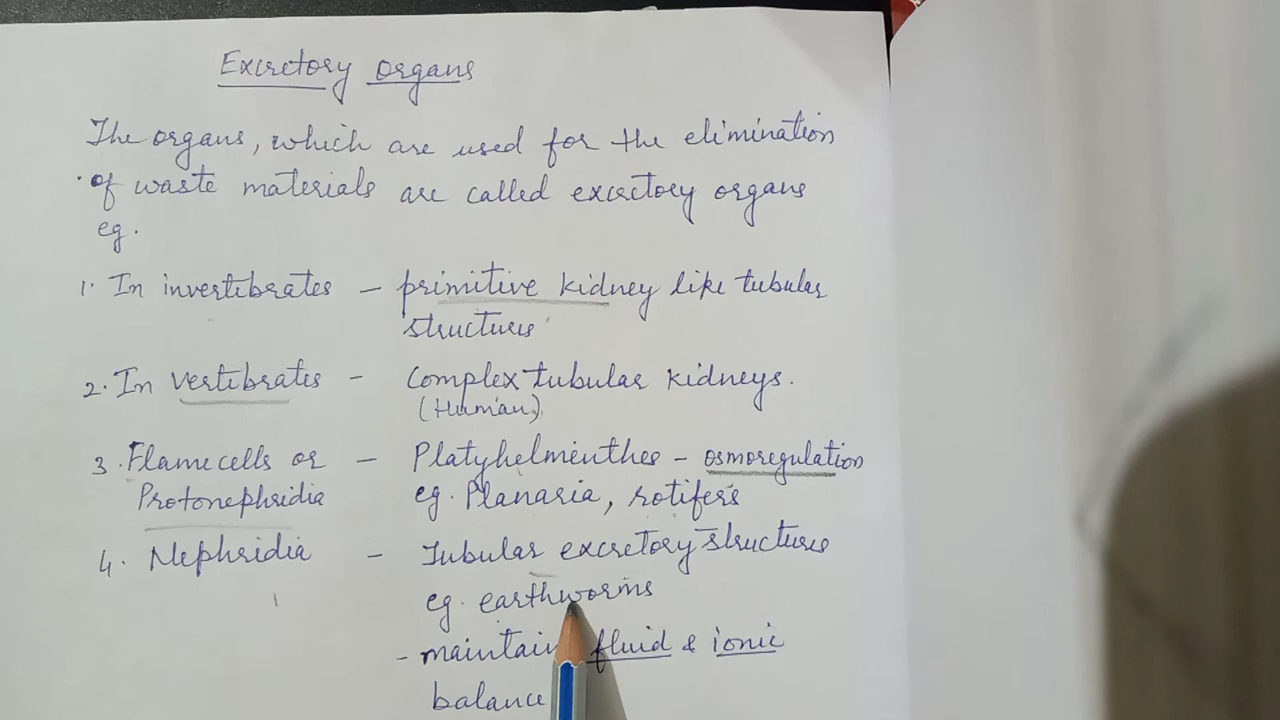 Excretory organs
The organs, which are used for the elimination
of waste materials are called excretory organs
eg.
1. In invertebrates – primitive kidney like tubular
structures
2. In vertebrates – Complex tubular kidneys.
(Human)
3. Flame cells or – Platyhelminthes – osmoregulation
Protonephridia eg. Planaria, rotifers
4. Nephridia – Tubular excretory structures
eg. earthworms
- maintain fluid & ionic
balance